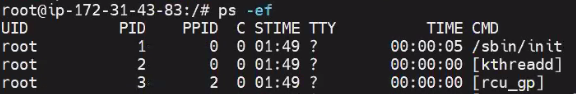 root@ip-172-31-43-83:/# ps -ef
UID PID PPID C STIME TTY TIME CMD
root 1 0 0 01:49 ? 00:00:05 /sbin/init
root 2 0 0 01:49 ? 00:00:00 [kthreadd]
root 3 2 0 01:49 ? 00:00:00 [rcu_gp]